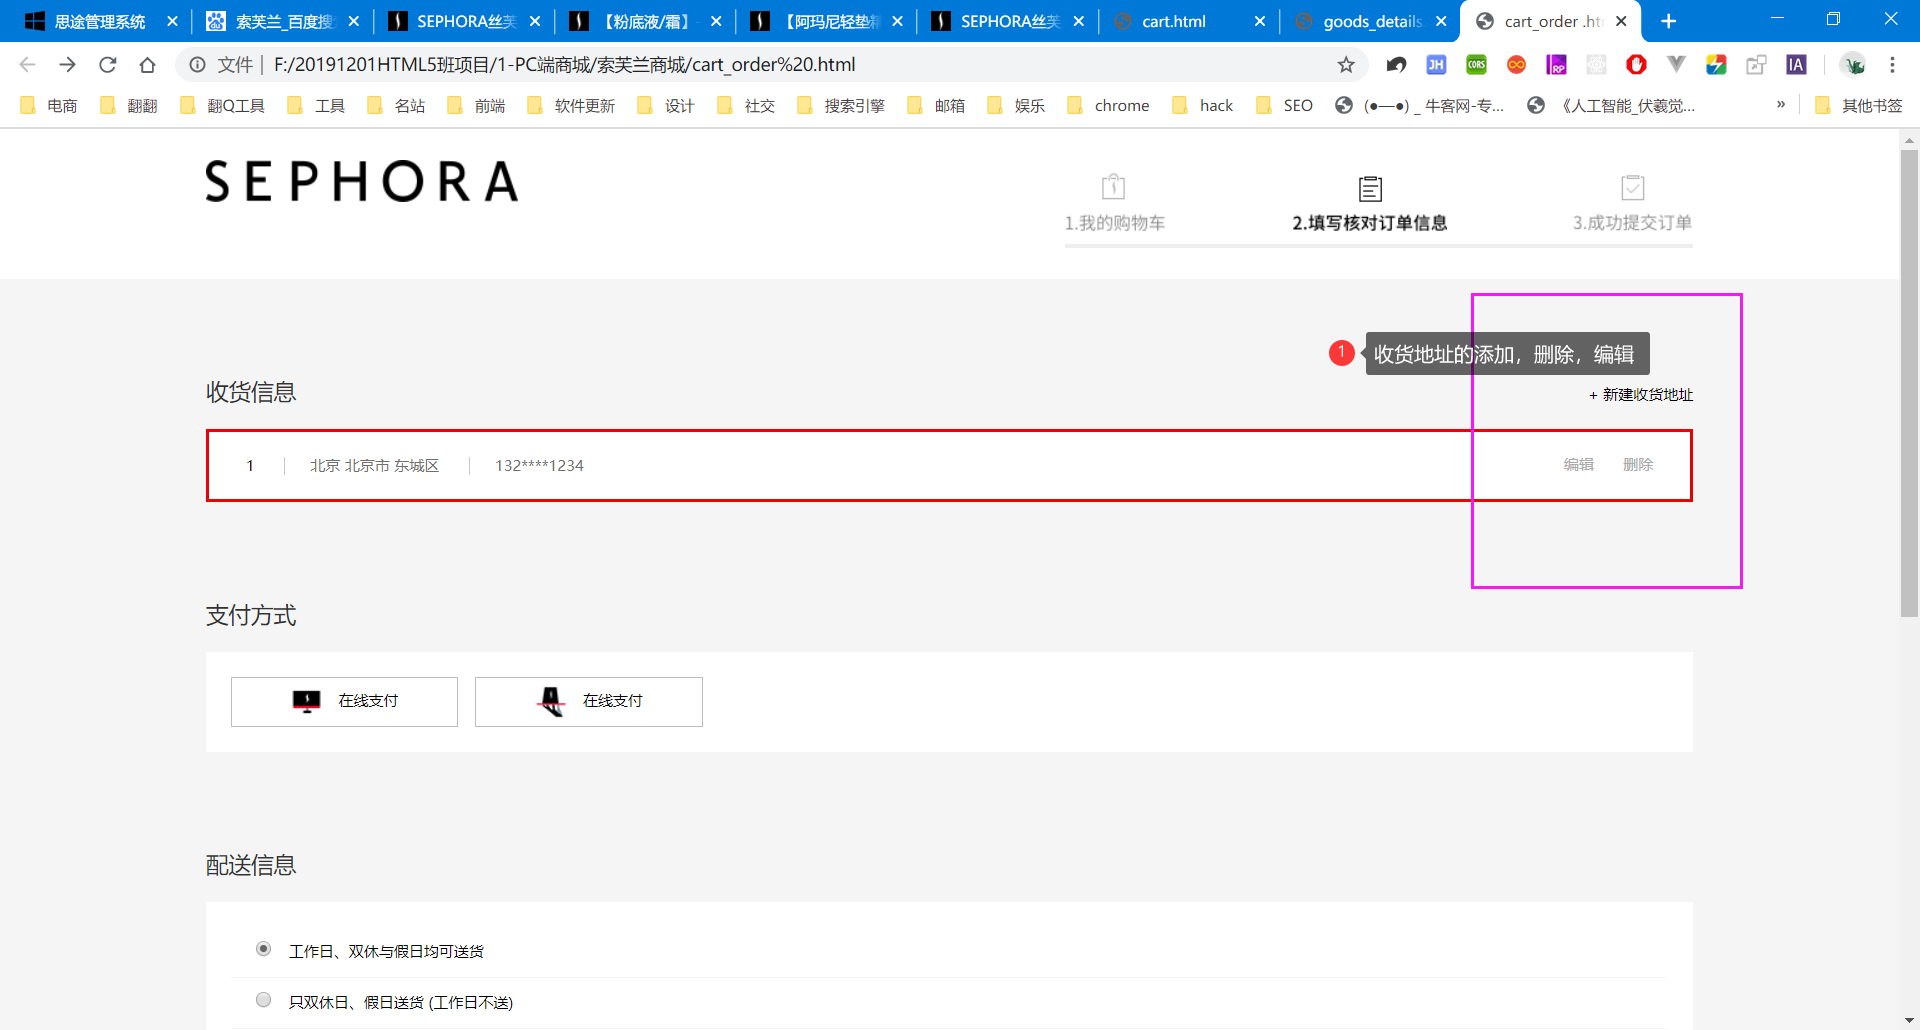 思途管理系统
索芙兰_百度搜
SEPHORA丝芙
【粉底液/霜】
【阿玛尼轻垫精
SEPHORA丝芙
cart.html
goods_details.
cart_order .htm
文件 | F:/20191201HTML5班项目/1-PC端商城/索芙兰商城/cart_order%20.html
JH
CORS
RP
IA
电商 翻翻 翻Q工具 工具 名站 前端 软件更新 设计 社交 搜索引擎 邮箱 娱乐 chrome hack SEO (●—●) _ 牛客网-专... 《人工智能_伏羲觉... » 其他书签
SEPHORA
1.我的购物车 2.填写核对订单信息 3.成功提交订单
1 收货地址的添加，删除，编辑
收货信息 + 新建收货地址
1 北京 北京市 东城区 132****1234 编辑 删除
支付方式
在线支付 在线支付
配送信息
工作日、双休与假日均可送货
只双休日、假日送货 (工作日不送)